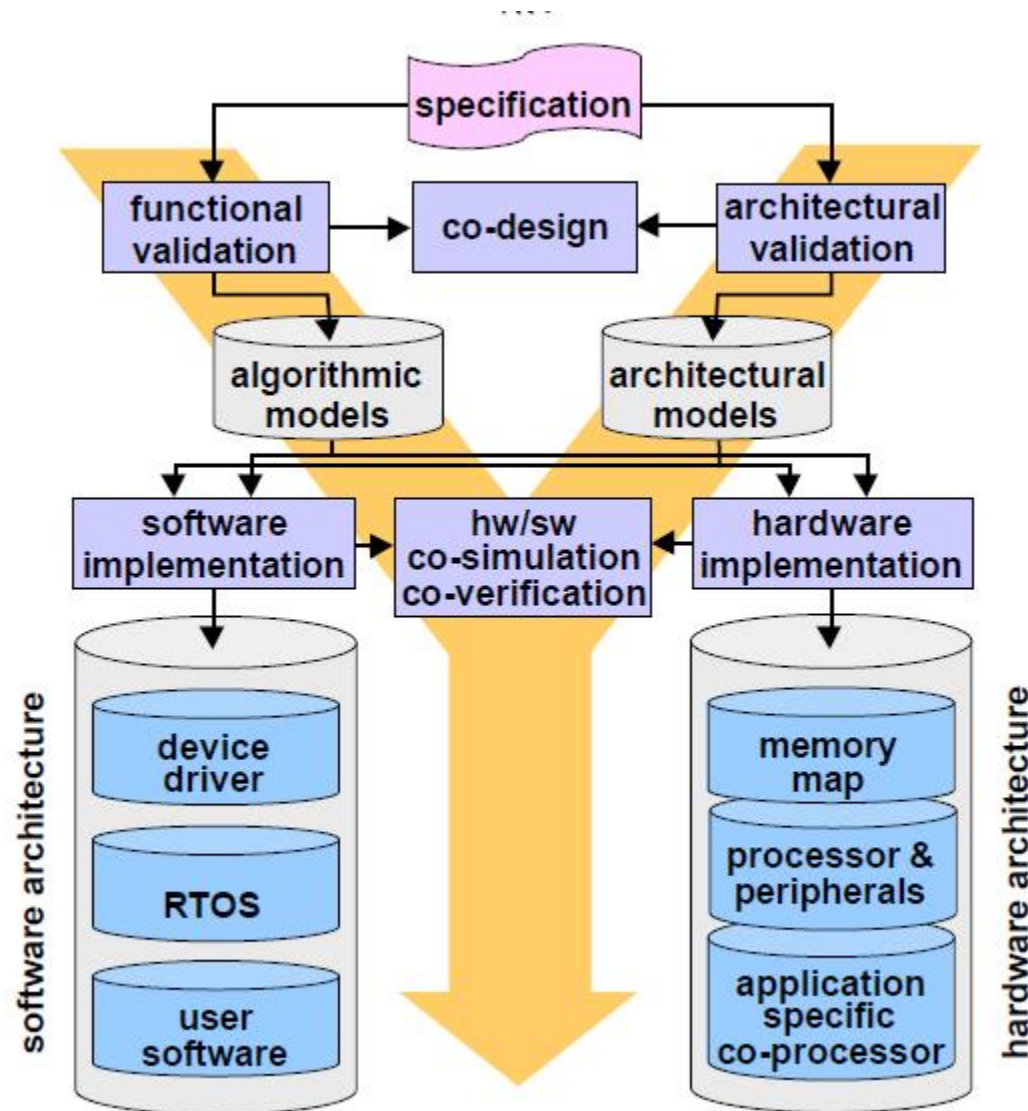 specification
functional
validation
co-design
architectural
validation
algorithmic
models
architectural
models
software
implementation
hw/sw
co-simulation
co-verification
hardware
implementation
software architecture
device
driver
RTOS
user
software
memory
map
processor &
peripherals
application
specific
co-processor
hardware architecture